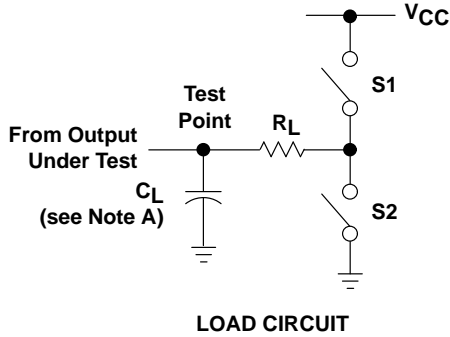 VCC
S1
Test
Point
RL
From Output
Under Test
CL
(see Note A)
S2
LOAD CIRCUIT